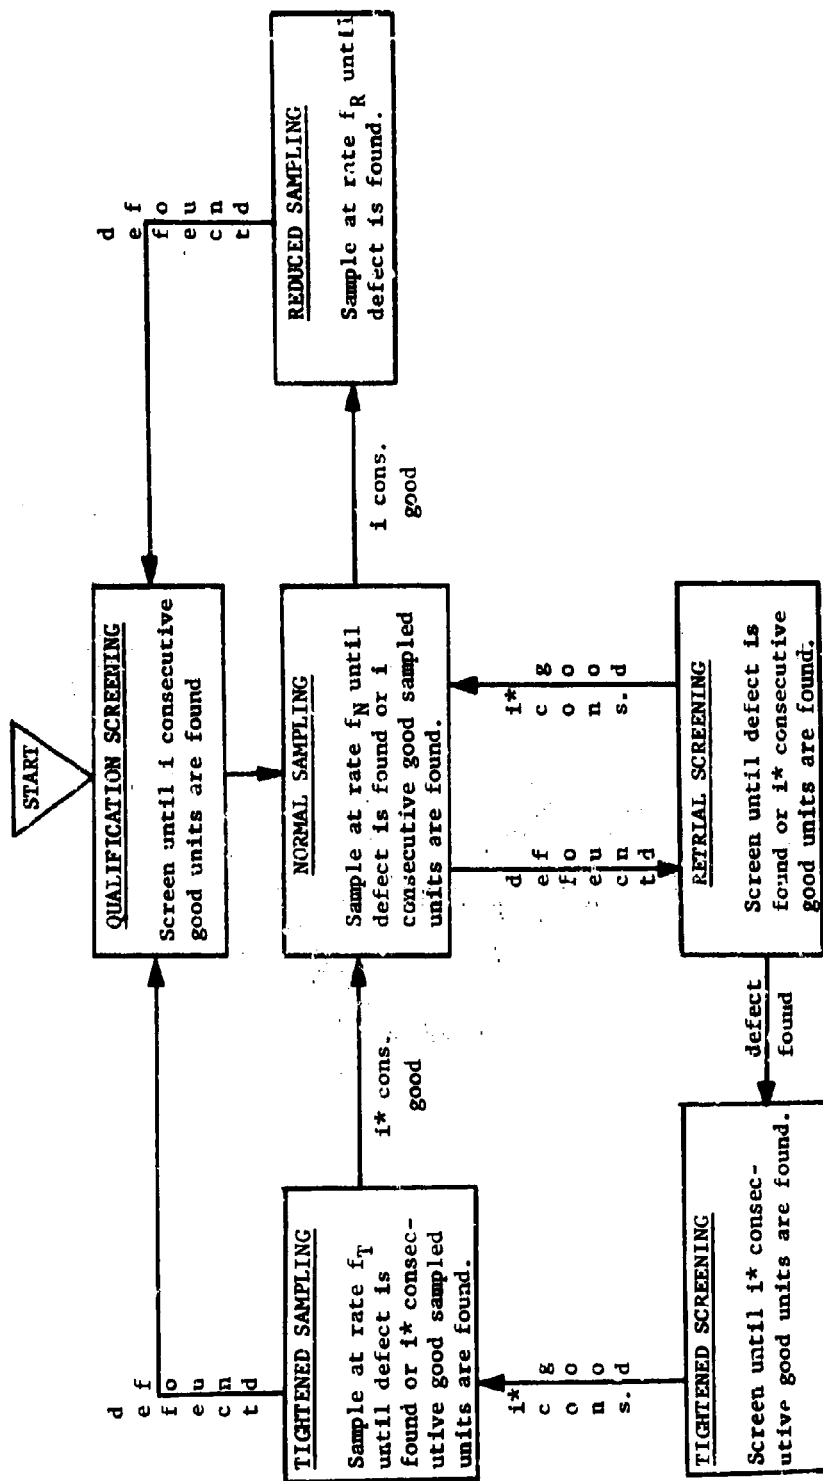 START
QUALIFICATION SCREENING
Screen until i consecutive
good units are found
defect
found
defect
found
TIGHTENED SAMPLING
Sample at rate f_T
until defect is
found or i* consec-
utive good sampled
units are found.
i* cons.
good
NORMAL SAMPLING
Sample at rate f_N until
defect is found or i
consecutive good sampled
units are found.
i cons.
good
REDUCED SAMPLING
Sample at rate f_R until
defect is found.
i* cons.
good
defect
found
i* cons.
good
TIGHTENED SCREENING
Screen until i* consec-
utive good units are found.
defect
found
RETRIAL SCREENING
Screen until defect is
found or i* consecutive
good units are found.